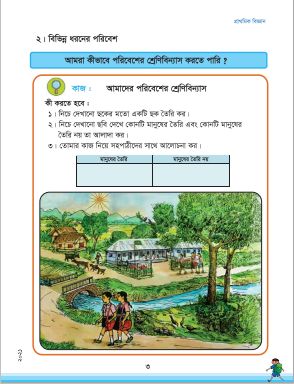 প্রাথমিক বিজ্ঞান
২। বিভিন্ন ধরনের পরিবেশ
আমরা কীভাবে পরিবেশের শ্রেণিবিন্যাস করতে পারি ?
কাজ : আমাদের পরিবেশের শ্রেণিবিন্যাস
কী করতে হবে :
১। নিচে দেখানো ছকের মতো একটি ছক তৈরি কর।
২। নিচে দেখানো ছবি দেখে কোনটি মানুষের তৈরি এবং কোনটি মানুষের
তৈরি নয় তা আলাদা কর।
৩। তোমার কাজ নিয়ে সহপাঠীদের সাথে আলোচনা কর।
মানুষের তৈরি মানুষের তৈরি নয়
২০২১
৩